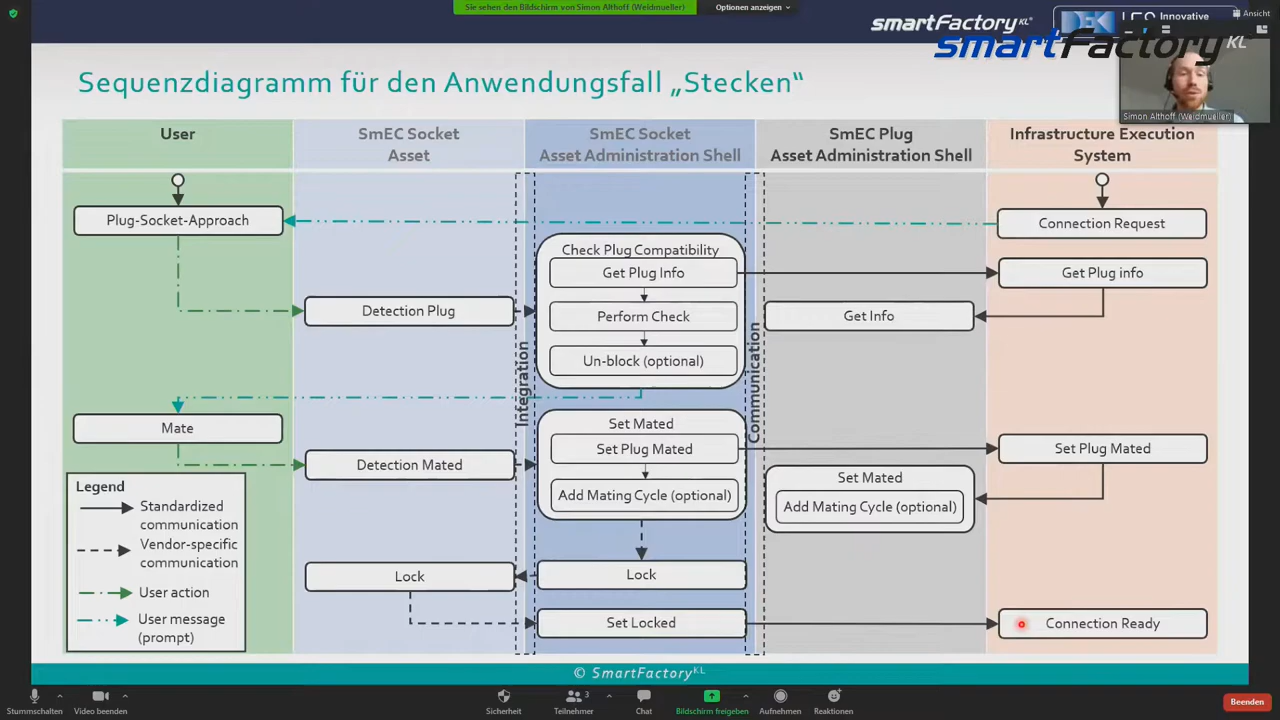 Sie sehen den Bildschirm von Simon Althoff (Weidmueller)
Optionen anzeigen
Ansicht
smartFactory KL
Innovative
smartFactory KL
Simon Althoff (Weidmueller)
Sequenzdiagramm für den Anwendungsfall „Stecken“
User
SmEC Socket
Asset
SmEC Socket
Asset Administration Shell
SmEC Plug
Asset Administration Shell
Infrastructure Execution
System
Plug-Socket-Approach
Connection Request
Check Plug Compatibility
Get Plug Info
Get Plug info
Detection Plug
Perform Check
Get Info
Un-block (optional)
Integration
Communication
Mate
Set Mated
Set Plug Mated
Set Plug Mated
Detection Mated
Set Mated
Add Mating Cycle (optional)
Add Mating Cycle (optional)
Legend
Standardized
communication
Vendor-specific
communication
User action
User message
(prompt)
Lock
Lock
Set Locked
Connection Ready
© SmartFactory KL
Stummschalten
Video beenden
Sicherheit
3
Teilnehmer
Chat
Bildschirm freigeben
Aufnehmen
Reaktionen
Beenden